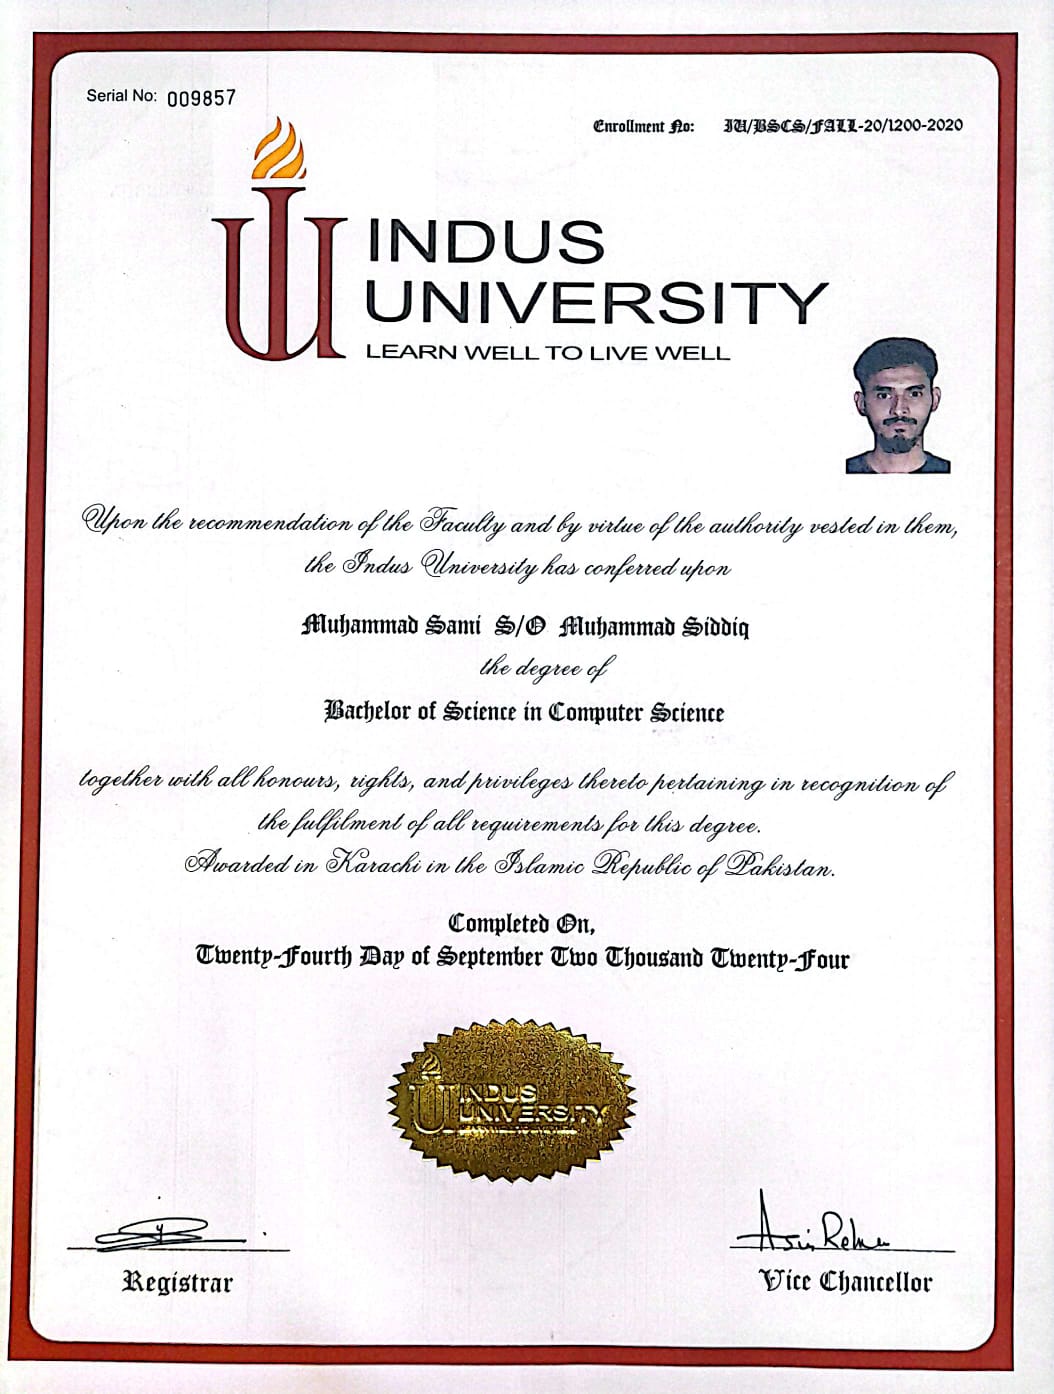 Serial No: 009857
Enrollment No: IU/BSCS/FALL-20/1200-2020
INDUS
UNIVERSITY
LEARN WELL TO LIVE WELL
Upon the recommendation of the Faculty and by virtue of the authority vested in them,
the Indus University has conferred upon
Muhammad Sami S/O Muhammad Siddiq
the degree of
Bachelor of Science in Computer Science
together with all honours, rights, and privileges thereto pertaining in recognition of
the fulfilment of all requirements for this degree.
Awarded in Karachi in the Islamic Republic of Pakistan.
Completed On,
Twenty-Fourth Day of September Two Thousand Twenty-Four
INDUS
UNIVERSITY
Registrar
Vice Chancellor